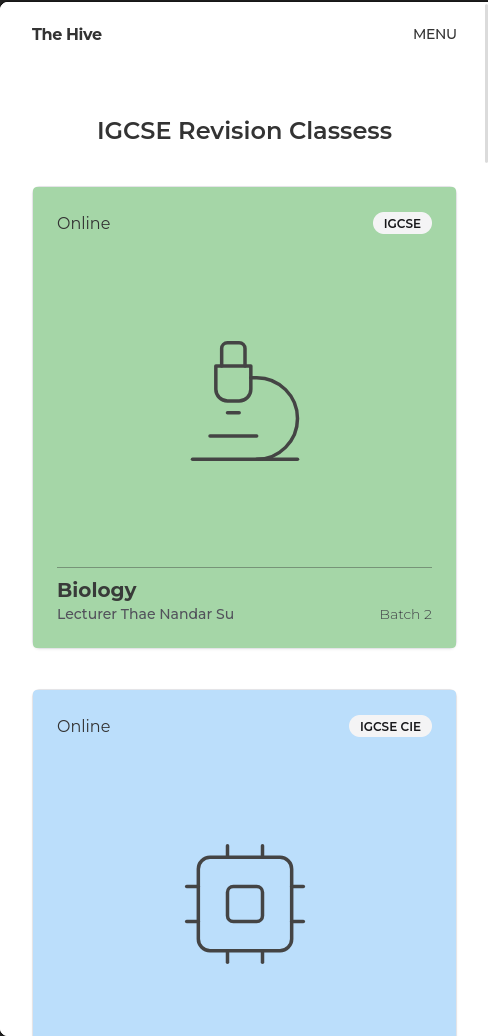 The Hive
MENU
IGCSE Revision Classess
Online
IGCSE
Biology
Lecturer Thae Nandar Su
Batch 2
Online
IGCSE CIE